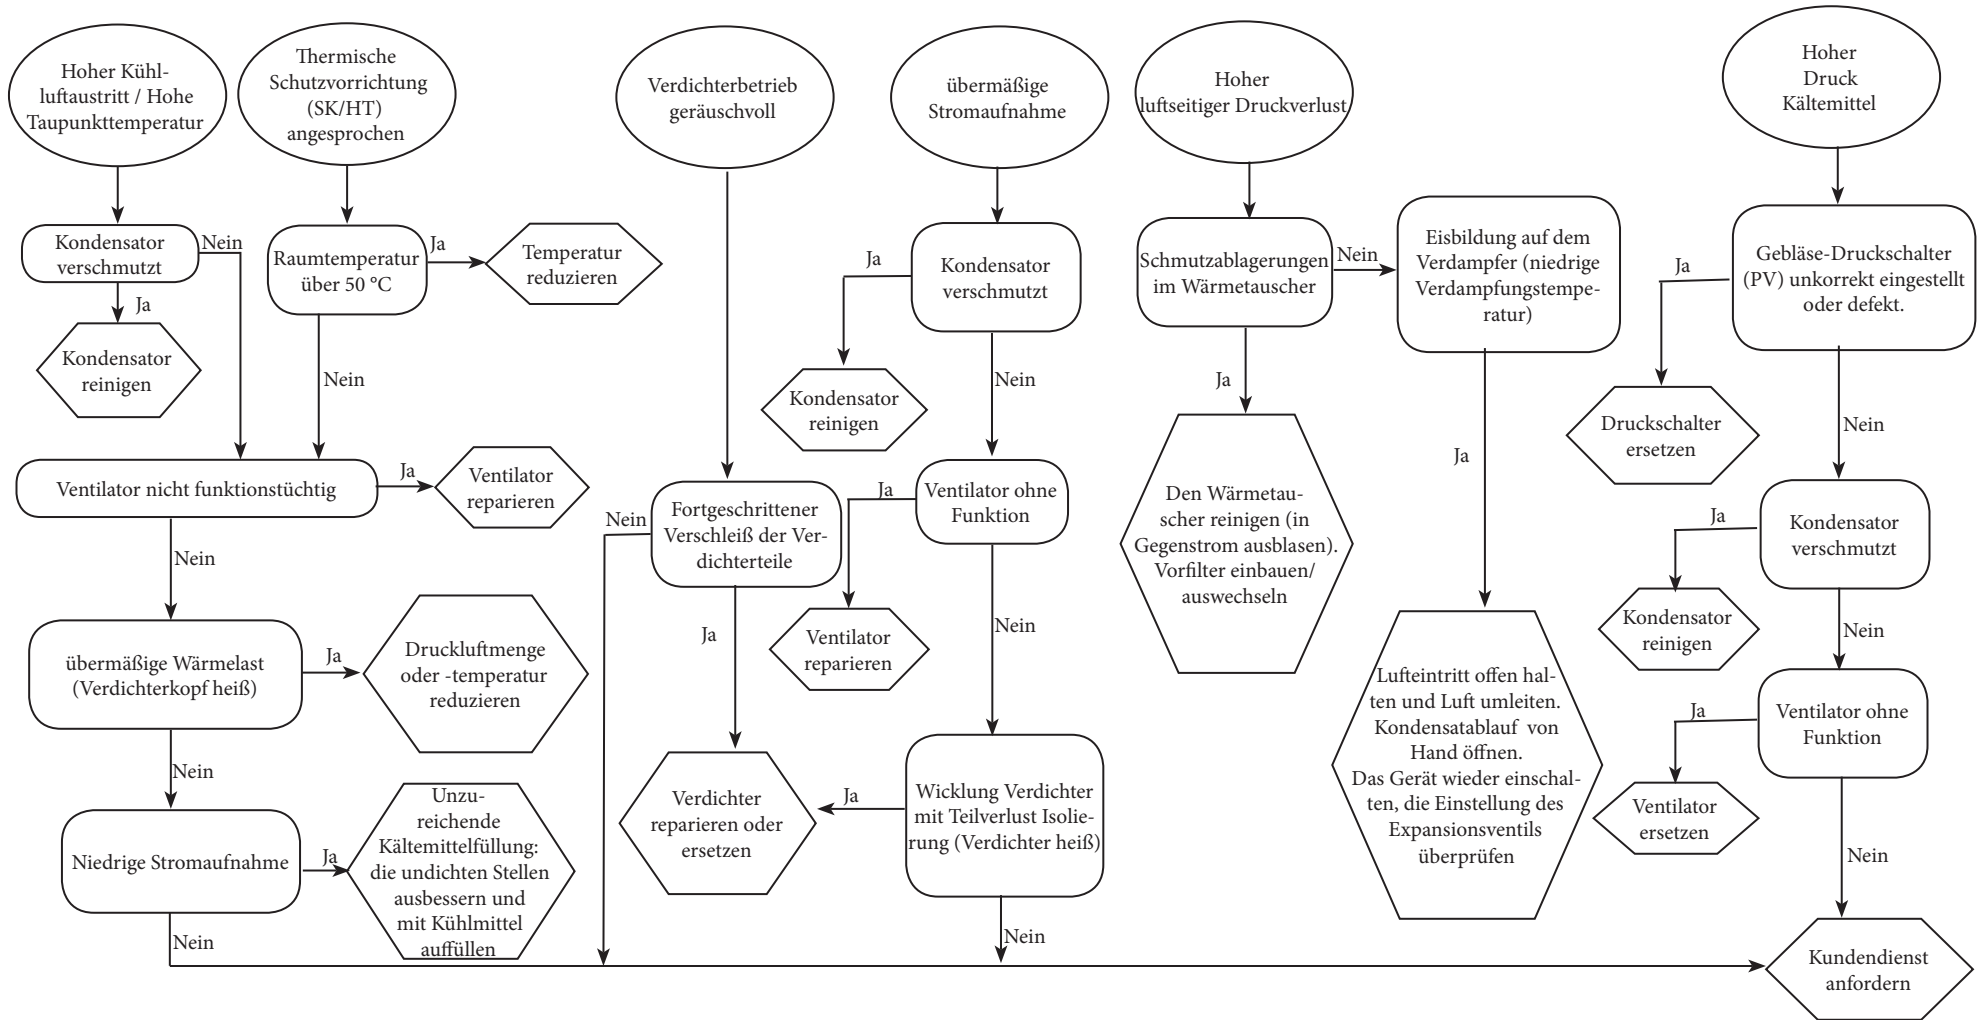 Hoher Kühl-
luftaustritt / Hohe
Taupunkttemperatur
Thermische
Schutzvorrichtung
(SK/HT)
angesprochen
Verdichterbetrieb
geräuschvoll
übermäßige
Stromaufnahme
Hoher
luftseitiger Druckverlust
Hoher
Druck
Kältemittel
Kondensator
verschmutzt
Nein
Ja
Kondensator
reinigen
Raumtemperatur
über 50 °C
Ja
Temperatur
reduzieren
Nein
Ventilator nicht funktionstüchtig
Ja
Ventilator
reparieren
Nein
übermäßige Wärmelast
(Verdichterkopf heiß)
Ja
Druckluftmenge
oder -temperatur
reduzieren
Nein
Niedrige Stromaufnahme
Ja
Unzu-
reichende
Kältemittelfüllung:
die undichten Stellen
ausbessern und
mit Kühlmittel
auffüllen
Nein
Fortgeschrittener
Verschleiß der Ver-
dichterteile
Nein
Ja
Verdichter
reparieren oder
ersetzen
Kondensator
verschmutzt
Ja
Kondensator
reinigen
Nein
Ventilator ohne
Funktion
Ja
Ventilator
reparieren
Nein
Wicklung Verdichter
mit Teilverlust Isolie-
rung (Verdichter heiß)
Ja
Nein
Schmutzablagerungen
im Wärmetauscher
Nein
Ja
Den Wärmetau-
scher reinigen (in
Gegenstrom ausblasen).
Vorfilter einbauen/
auswechseln
Eisbildung auf dem
Verdampfer (niedrige
Verdampfungstempe-
ratur)
Ja
Lufteintritt offen hal-
ten und Luft umleiten.
Kondensatablauf von
Hand öffnen.
Das Gerät wieder einschal-
ten, die Einstellung des
Expansionsventils
überprüfen
Gebläse-Druckschalter
(PV) unkorrekt eingestellt
oder defekt.
Ja
Druckschalter
ersetzen
Nein
Kondensator
verschmutzt
Ja
Kondensator
reinigen
Nein
Ventilator ohne
Funktion
Ja
Ventilator
ersetzen
Nein
Kundendienst
anfordern